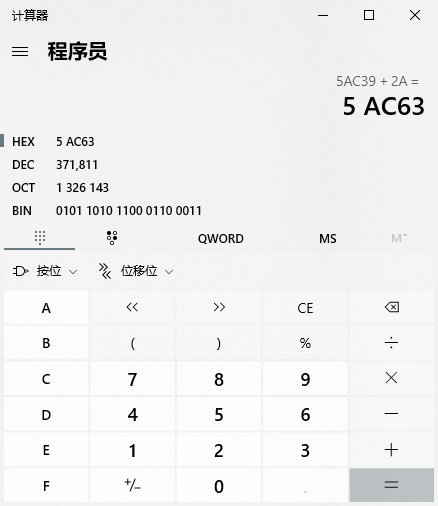 计算器
程序员
5AC39 + 2A =
5 AC63
HEX 5 AC63
DEC 371,811
OCT 1 326 143
BIN 0101 1010 1100 0110 0011
QWORD MS M˅
按位 位移位
A << >> CE
B ( ) % ÷
C 7 8 9 ×
D 4 5 6 −
E 1 2 3 +
F +/− 0 . =